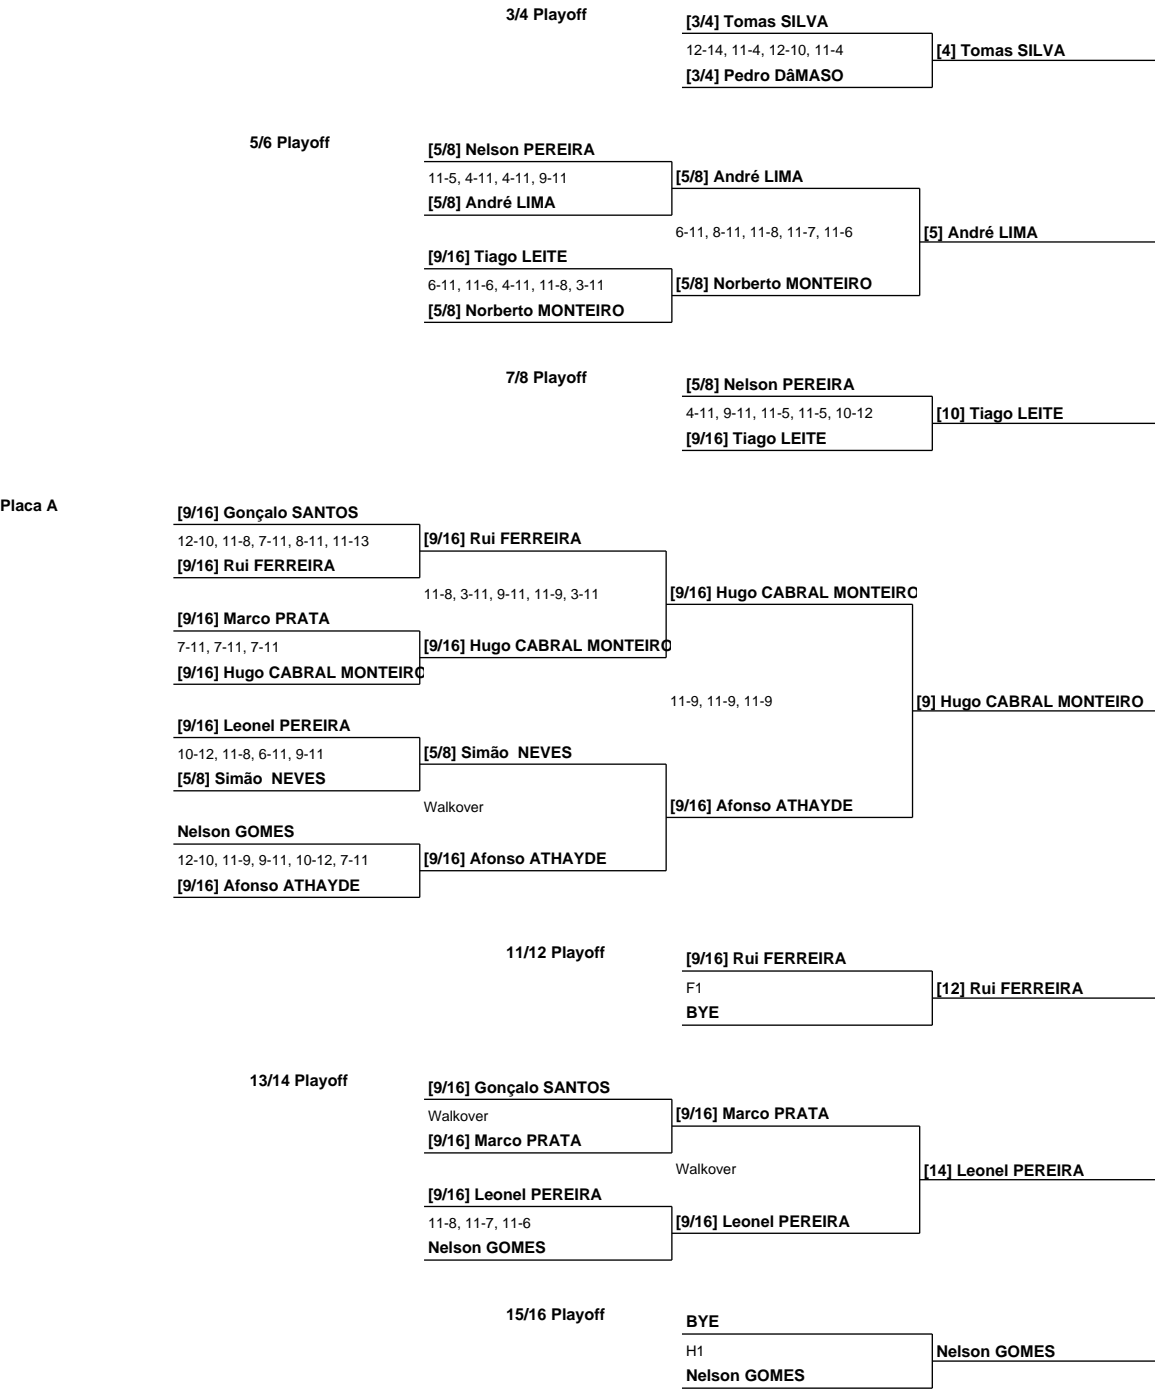 3/4 Playoff
[3/4] Tomas SILVA
12-14, 11-4, 12-10, 11-4
[4] Tomas SILVA
[3/4] Pedro DâMASO
5/6 Playoff
[5/8] Nelson PEREIRA
11-5, 4-11, 4-11, 9-11
[5/8] André LIMA
[5/8] André LIMA
6-11, 8-11, 11-8, 11-7, 11-6
[5] André LIMA
[9/16] Tiago LEITE
6-11, 11-6, 4-11, 11-8, 3-11
[5/8] Norberto MONTEIRO
[5/8] Norberto MONTEIRO
7/8 Playoff
[5/8] Nelson PEREIRA
4-11, 9-11, 11-5, 11-5, 10-12
[10] Tiago LEITE
[9/16] Tiago LEITE
Placa A
[9/16] Gonçalo SANTOS
12-10, 11-8, 7-11, 8-11, 11-13
[9/16] Rui FERREIRA
[9/16] Rui FERREIRA
11-8, 3-11, 9-11, 11-9, 3-11
[9/16] Hugo CABRAL MONTEIRO
[9/16] Marco PRATA
7-11, 7-11, 7-11
[9/16] Hugo CABRAL MONTEIRO
[9/16] Hugo CABRAL MONTEIRO
11-9, 11-9, 11-9
[9] Hugo CABRAL MONTEIRO
[9/16] Leonel PEREIRA
10-12, 11-8, 6-11, 9-11
[5/8] Simão  NEVES
[5/8] Simão  NEVES
Walkover
[9/16] Afonso ATHAYDE
Nelson GOMES
12-10, 11-9, 9-11, 10-12, 7-11
[9/16] Afonso ATHAYDE
[9/16] Afonso ATHAYDE
11/12 Playoff
[9/16] Rui FERREIRA
F1
[12] Rui FERREIRA
BYE
13/14 Playoff
[9/16] Gonçalo SANTOS
Walkover
[9/16] Marco PRATA
[9/16] Marco PRATA
Walkover
[14] Leonel PEREIRA
[9/16] Leonel PEREIRA
11-8, 11-7, 11-6
[9/16] Leonel PEREIRA
Nelson GOMES
15/16 Playoff
BYE
H1
Nelson GOMES
Nelson GOMES